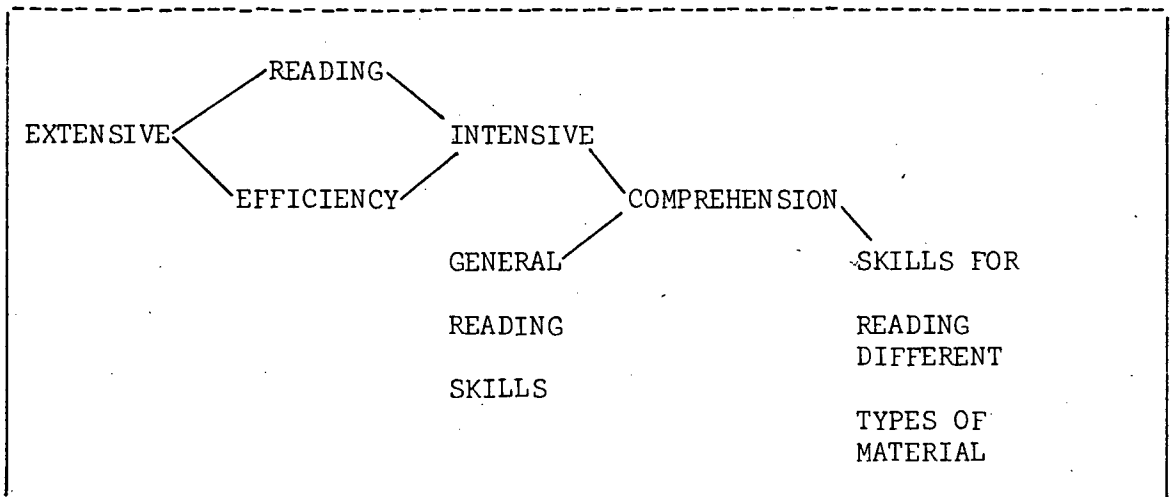 READING
EXTENSIVE INTENSIVE
EFFICIENCY COMPREHENSION
GENERAL SKILLS FOR
READING READING
DIFFERENT
SKILLS
TYPES OF
MATERIAL